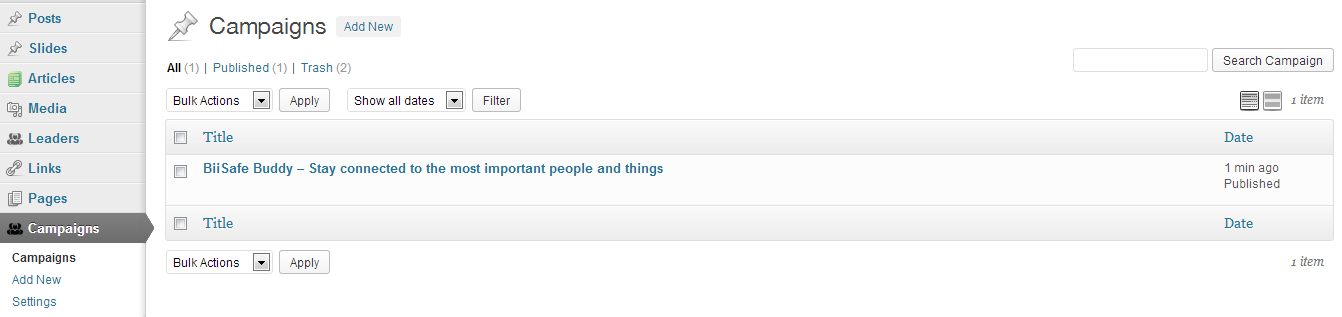 Posts
Slides
Articles
Media
Leaders
Links
Pages
Campaigns
Campaigns
Add New
Settings
Campaigns Add New
All (1) | Published (1) | Trash (2)
Search Campaign
Bulk Actions Apply Show all dates Filter 1 item
Title Date
BiiSafe Buddy – Stay connected to the most important people and things 1 min ago
Published
Title Date
Bulk Actions Apply 1 item